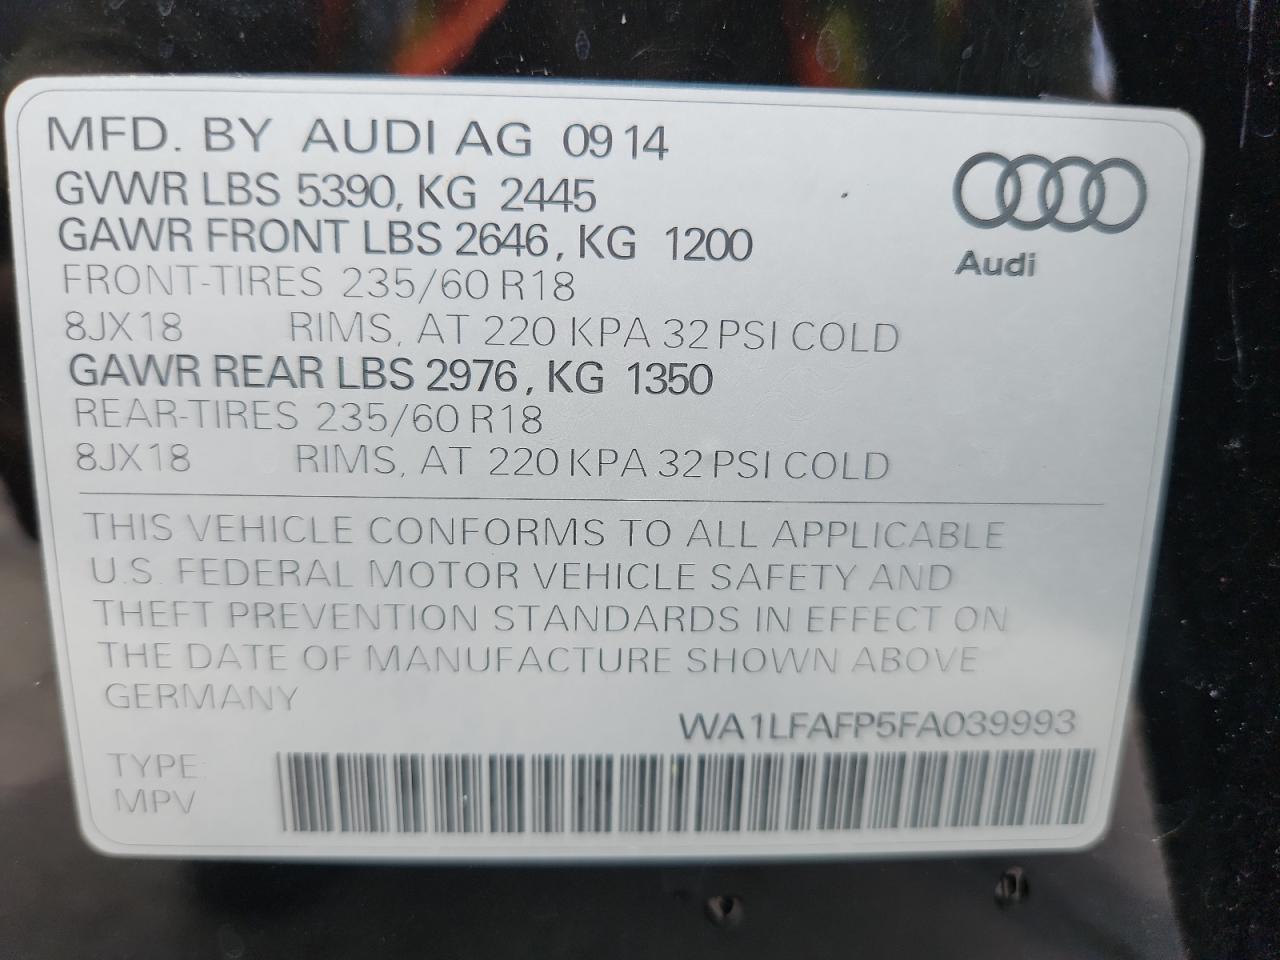 MFD. BY AUDI AG 09 14
GVWR LBS 5390, KG 2445
GAWR FRONT LBS 2646, KG 1200
FRONT-TIRES 235/60 R18
8JX18 RIMS, AT 220 KPA 32 PSI COLD
GAWR REAR LBS 2976, KG 1350
REAR-TIRES 235/60 R18
8JX18 RIMS, AT 220 KPA 32 PSI COLD
Audi
THIS VEHICLE CONFORMS TO ALL APPLICABLE
U.S. FEDERAL MOTOR VEHICLE SAFETY AND
THEFT PREVENTION STANDARDS IN EFFECT ON
THE DATE OF MANUFACTURE SHOWN ABOVE
GERMANY
WA1LFAFP5FA039993
TYPE:
MPV